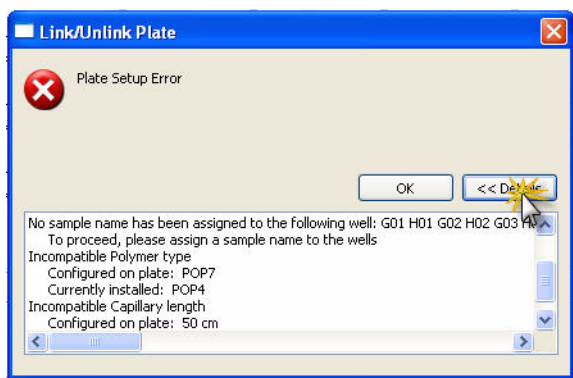 Link/Unlink Plate
Plate Setup Error
OK
<< De
No sample name has been assigned to the following well: G01 H01 G02 H02 G03
To proceed, please assign a sample name to the wells
Incompatible Polymer type
Configured on plate: POP7
Currently installed: POP4
Incompatible Capillary length
Configured on plate: 50 cm